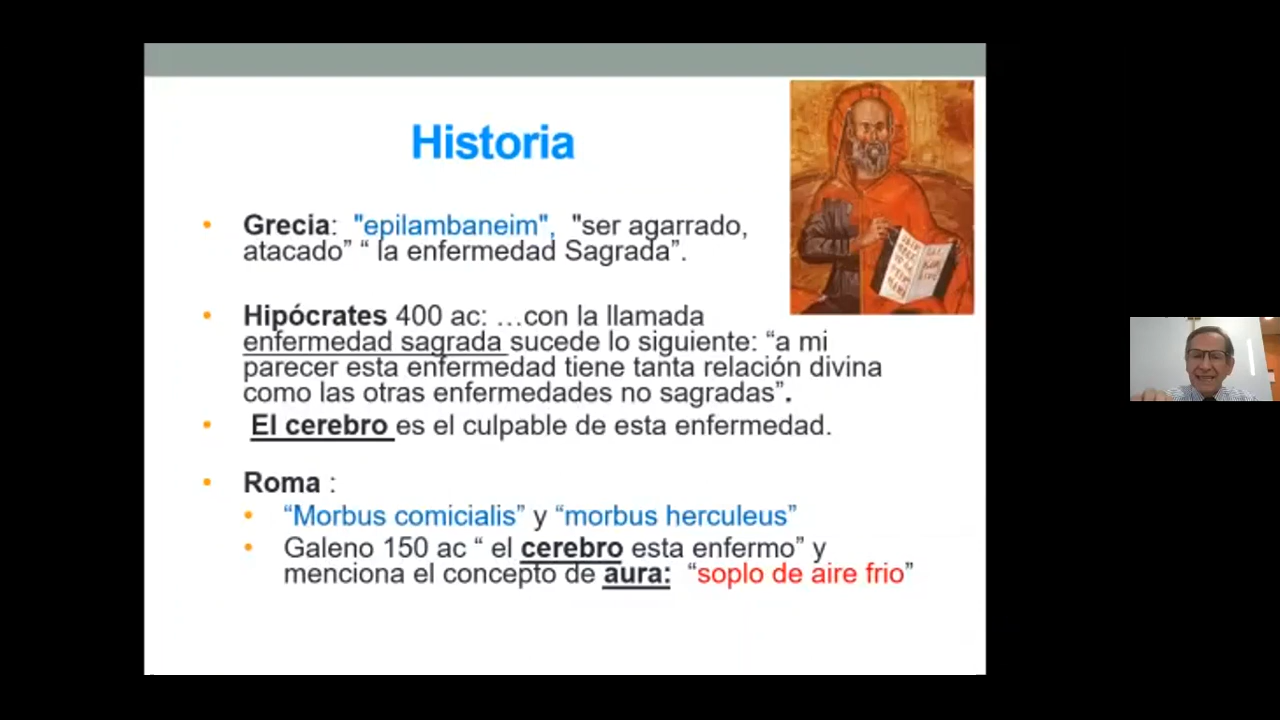 Historia
• Grecia: "epilambaneim", "ser agarrado,
atacado” “ la enfermedad Sagrada”.
• Hipócrates 400 ac: …con la llamada
enfermedad sagrada sucede lo siguiente: “a mi
parecer esta enfermedad tiene tanta relación divina
como las otras enfermedades no sagradas”.
• El cerebro es el culpable de esta enfermedad.
• Roma :
• “Morbus comicialis” y “morbus herculeus”
• Galeno 150 ac “ el cerebro esta enfermo” y
menciona el concepto de aura: “soplo de aire frio”